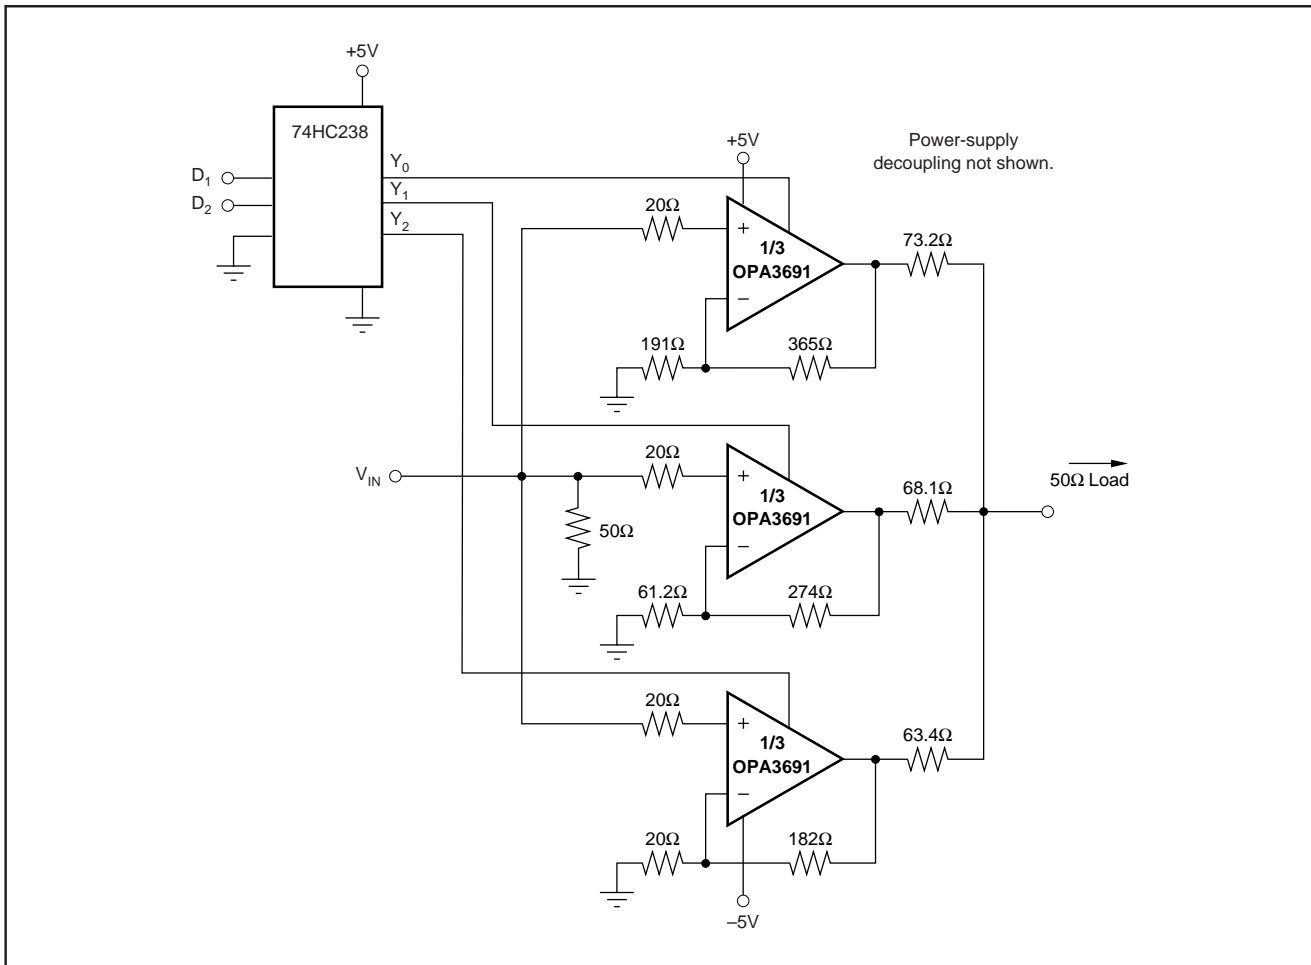 +5V
74HC238
D1
D2
Y0
Y1
Y2
+5V
Power-supply
decoupling not shown.
20Ω
+
1/3
OPA3691
–
73.2Ω
191Ω
365Ω
VIN
50Ω
20Ω
+
1/3
OPA3691
–
68.1Ω
50Ω Load
61.2Ω
274Ω
20Ω
+
1/3
OPA3691
–
63.4Ω
20Ω
182Ω
–5V